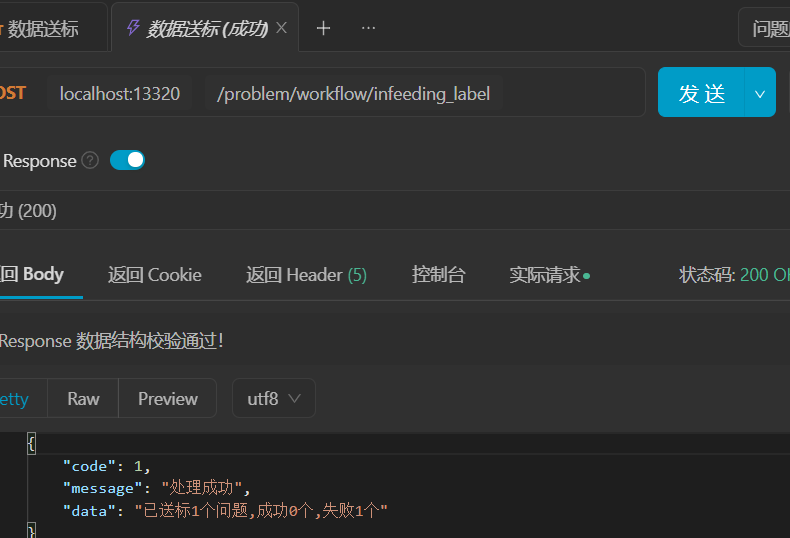 数据送标 数据送标 (成功) × + ··· 问题
OST localhost:13320 /problem/workflow/infeeding_label 发 送
Response ?
功 (200)
回 Body 返回 Cookie 返回 Header (5) 控制台 实际请求 状态码: 200 OK
Response 数据结构校验通过!
etty Raw Preview utf8
{
"code": 1,
"message": "处理成功",
"data": "已送标1个问题,成功0个,失败1个"
}